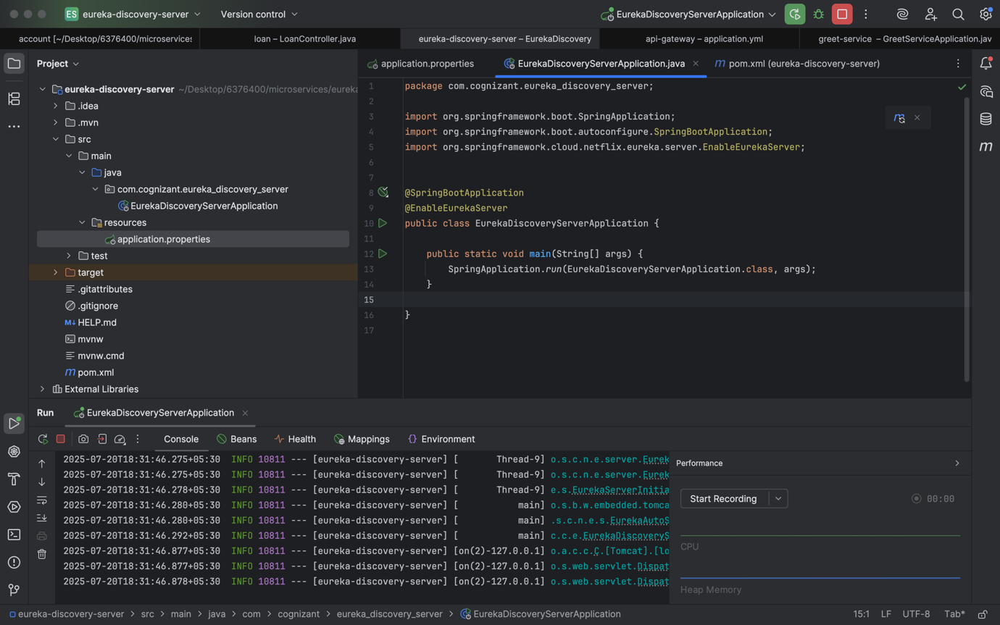 ES eureka-discovery-server Version control EurekaDiscoveryServerApplication
account [~/Desktop/6376400/microservices loan – LoanController.java eureka-discovery-server – EurekaDiscovery api-gateway – application.yml greet-service – GreetServiceApplication.jav
Project
application.properties EurekaDiscoveryServerApplication.java pom.xml (eureka-discovery-server)
eureka-discovery-server ~/Desktop/6376400/microservices/eureka
.idea
.mvn
src
main
java
com.cognizant.eureka_discovery_server
EurekaDiscoveryServerApplication
resources
application.properties
test
target
.gitattributes
.gitignore
M↓ HELP.md
mvnw
mvnw.cmd
m pom.xml
External Libraries
1 package com.cognizant.eureka_discovery_server;
2
3 import org.springframework.boot.SpringApplication;
4 import org.springframework.boot.autoconfigure.SpringBootApplication;
5 import org.springframework.cloud.netflix.eureka.server.EnableEurekaServer;
6
7
8 @SpringBootApplication
9 @EnableEurekaServer
10 public class EurekaDiscoveryServerApplication {
11
12 public static void main(String[] args) {
13 SpringApplication.run(EurekaDiscoveryServerApplication.class, args);
14 }
15
16 }
17
Run EurekaDiscoveryServerApplication
Console Beans Health Mappings Environment
2025-07-20T18:31:46.275+05:30 INFO 10811 --- [eureka-discovery-server] [ Thread-9] o.s.c.n.e.server.Eurek
2025-07-20T18:31:46.275+05:30 INFO 10811 --- [eureka-discovery-server] [ Thread-9] o.s.c.n.e.server.Eurek
2025-07-20T18:31:46.278+05:30 INFO 10811 --- [eureka-discovery-server] [ Thread-9] e.s.EurekaServerInitia
2025-07-20T18:31:46.280+05:30 INFO 10811 --- [eureka-discovery-server] [ main] o.s.b.w.embedded.tomca
2025-07-20T18:31:46.280+05:30 INFO 10811 --- [eureka-discovery-server] [ main] .s.c.n.e.s.EurekaAutoS
2025-07-20T18:31:46.292+05:30 INFO 10811 --- [eureka-discovery-server] [ main] c.c.e.EurekaDiscoveryS
2025-07-20T18:31:46.877+05:30 INFO 10811 --- [eureka-discovery-server] [on(2)-127.0.0.1] o.a.c.c.C.[Tomcat].[lo
2025-07-20T18:31:46.877+05:30 INFO 10811 --- [eureka-discovery-server] [on(2)-127.0.0.1] o.s.web.servlet.Dispat
2025-07-20T18:31:46.878+05:30 INFO 10811 --- [eureka-discovery-server] [on(2)-127.0.0.1] o.s.web.servlet.Dispat
Performance
Start Recording 00:00
CPU
Heap Memory
eureka-discovery-server > src > main > java > com > cognizant > eureka_discovery_server > EurekaDiscoveryServerApplication 15:1 LF UTF-8 Tab*